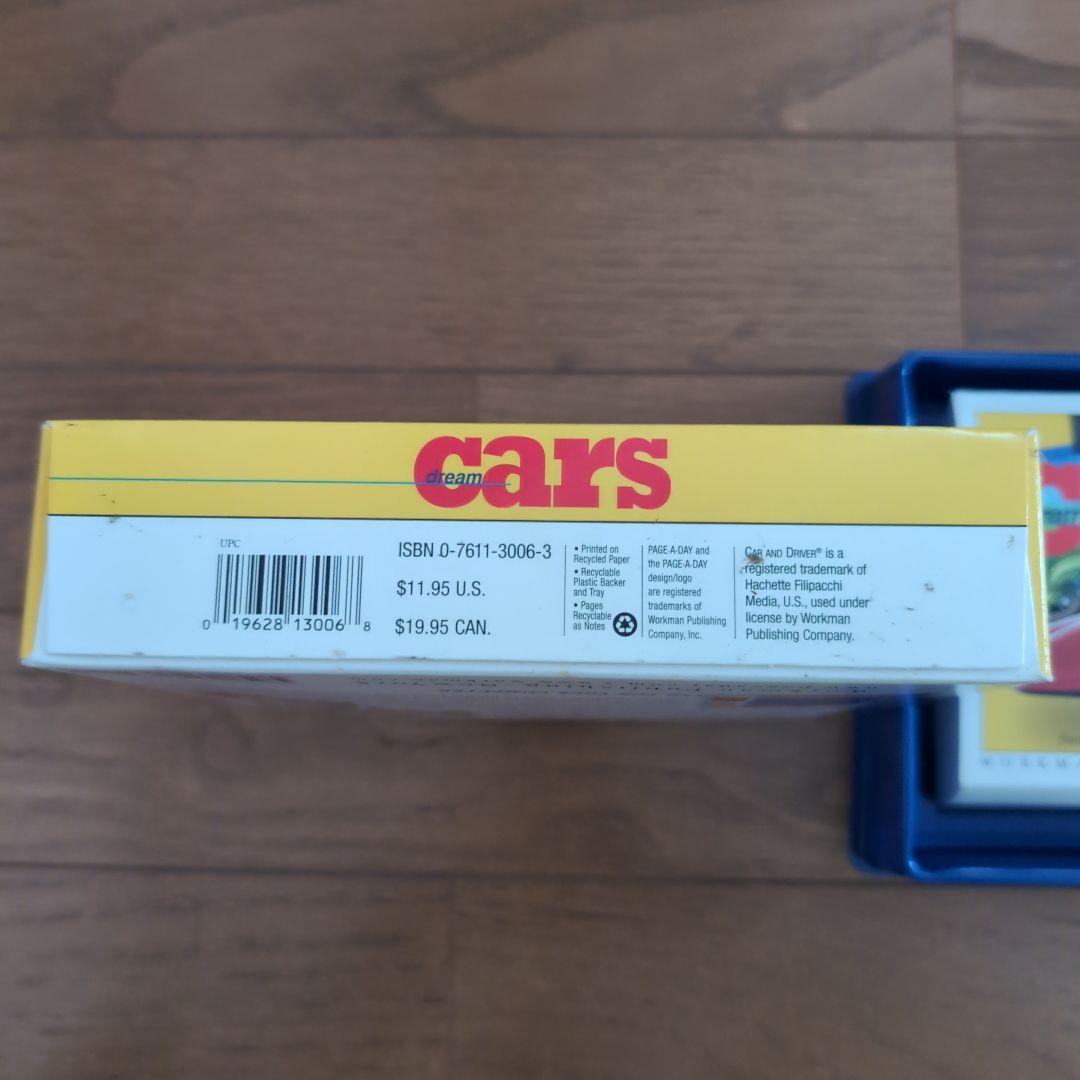 dream cars
UPC
0 19628 13006 8
ISBN 0-7611-3006-3
$11.95 U.S.
$19.95 CAN.
• Printed on
Recycled Paper
• Recyclable
Plastic Backer
and Tray
• Pages
Recyclable
as Notes
PAGE-A-DAY and
the PAGE-A-DAY
design/logo
are registered
trademarks of
Workman Publishing
Company, Inc.
CAR AND DRIVER® is a
registered trademark of
Hachette Filipacchi
Media, U.S., used under
license by Workman
Publishing Company.